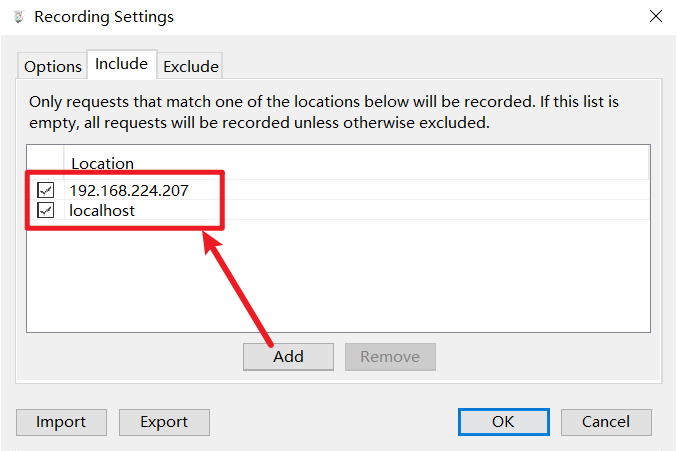 Recording Settings
Options Include Exclude
Only requests that match one of the locations below will be recorded. If this list is
empty, all requests will be recorded unless otherwise excluded.
Location
192.168.224.207
localhost
Add Remove
Import Export OK Cancel